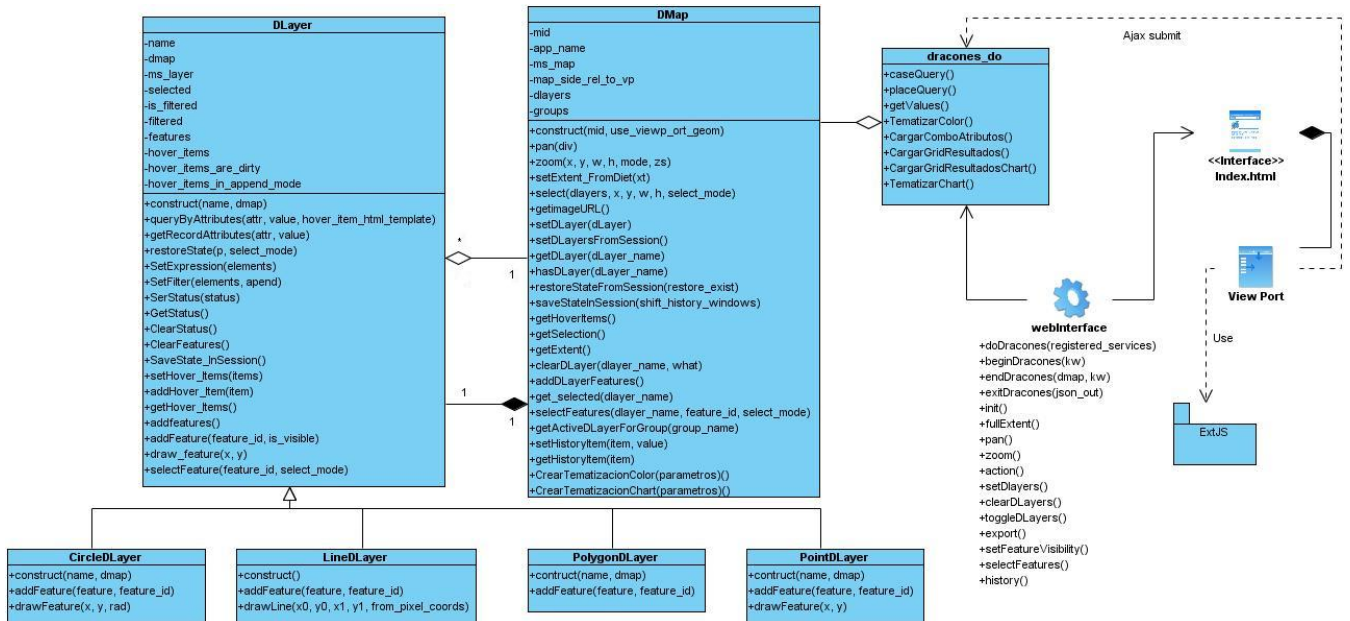 DLayer
-name
-dmap
-ms_layer
-selected
-is_filtered
-filtered
-features
-hover_items
-hover_items_are_dirty
-hover_items_in_append_mode
+construct(name, dmap)
+queryByAttributes(attr, value, hover_item_html_template)
+getRecordAttributes(attr, value)
+restoreState(p, select_mode)
+SetExpression(elements)
+SetFilter(elements, apend)
+SerStatus(status)
+GetStatus()
+ClearStatus()
+ClearFeatures()
+SaveState_InSession()
+setHover_Items(items)
+addHover_Item(item)
+getHover_Items()
+addfeatures()
+addFeature(feature_id, is_visible)
+draw_feature(x, y)
+selectFeature(feature_id, select_mode)
*
1
1
1
DMap
-mid
-app_name
-ms_map
-map_side_rel_to_vp
-dlayers
-groups
+construct(mid, use_viewp_ort_geom)
+pan(div)
+zoom(x, y, w, h, mode, zs)
+setExtent_FromDiet(xt)
+select(dlayers, x, y, w, h, select_mode)
+getimageURL()
+setDLayer(dLayer)
+setDLayersFromSession()
+getDLayer(dLayer_name)
+hasDLayer(dLayer_name)
+restoreStateFromSession(restore_exist)
+saveStateInSession(shift_history_windows)
+getHoverItems()
+getSelection()
+getExtent()
+clearDLayer(dlayer_name, what)
+addDLayerFeatures()
+get_selected(dlayer_name)
+selectFeatures(dlayer_name, feature_id, select_mode)
+getActiveDLayerForGroup(group_name)
+setHistoryItem(item, value)
+getHistoryItem(item)
+CrearTematizacionColor(parametros)()
+CrearTematizacionChart(parametros)()
dracones_do
+caseQuery()
+placeQuery()
+getValues()
+TematizarColor()
+CargarComboAtributos()
+CargarGridResultados()
+CargarGridResultadosChart()
+TematizarChart()
Ajax submit
<<Interface>>
Index.html
View Port
Use
ExtJS
webInterface
+doDracones(registered_services)
+beginDracones(kw)
+endDracones(dmap, kw)
+exitDracones(json_out)
+init()
+fullExtent()
+pan()
+zoom()
+action()
+setDlayers()
+clearDLayers()
+toggleDLayers()
+export()
+setFeatureVisibility()
+selectFeatures()
+history()
CircleDLayer
+construct(name, dmap)
+addFeature(feature, feature_id)
+drawFeature(x, y, rad)
LineDLayer
+construct()
+addFeature(feature, feature_id)
+drawLine(x0, y0, x1, y1, from_pixel_coords)
PolygonDLayer
+contruct(name, dmap)
+addFeature(feature, feature_id)
PointDLayer
+contruct(name, dmap)
+addFeature(feature, feature_id)
+drawFeature(x, y)